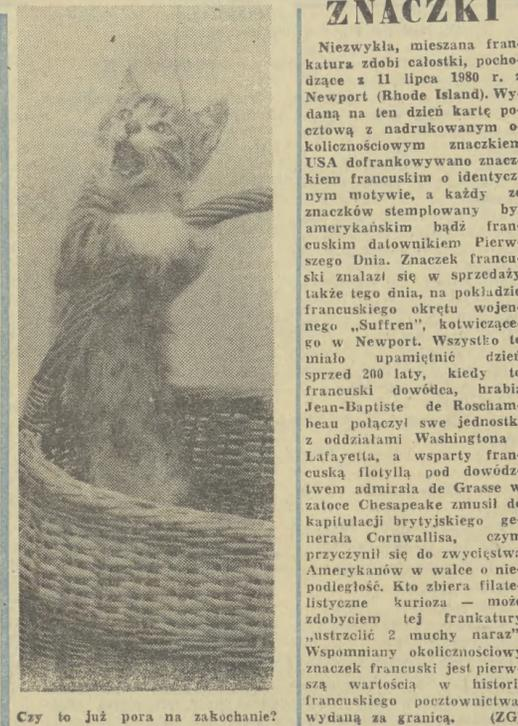 Czy to już pora na zakochanie?
ZNACZKI
Niezwykła, mieszana fran-
katura zdobi całostki, pocho-
dzące z 11 lipca 1980 r. z
Newport (Rhode Island). Wy-
daną na ten dzień kartę po-
cztową z nadrukowanym o-
kolicznościowym znaczkiem
USA dofrankowywano znacz-
kiem francuskim o identycz-
nym motywie, a każdy ze
znaczków stemplowany by
amerykańskim bądź fran-
cuskim datownikiem Pierw-
szego Dnia. Znaczek francu-
ski znalazł się w sprzedaży
także tego dnia, na pokładzie
francuskiego okrętu wojen-
nego „Suffren", kotwiczące-
go w Newport. Wszystko to
miało upamiętnić dzień
sprzed 200 laty, kiedy to
francuski dowódca, hrabia
Jean-Baptiste de Rocham-
beau połączył swe jednostki
z oddziałami Washingtona
Lafayetta, a wsparty fran-
cuską flotyllą pod dowódz-
twem admirała de Grasse w
zatoce Chesapeake zmusił do
kapitulacji brytyjskiego ge-
nerała Cornwallisa, czym
przyczynił się do zwycięstwa
Amerykanów w walce o nie-
podległość. Kto zbiera filate-
listyczne kurioza — może
zdobyciem tej frankatury
„ustrzelić 2 muchy naraz"
Wspomniany okolicznościowy
znaczek francuski jest pierw-
szą wartością w histori
francuskiego pocztownictwa
wydaną za granicą. (ZG